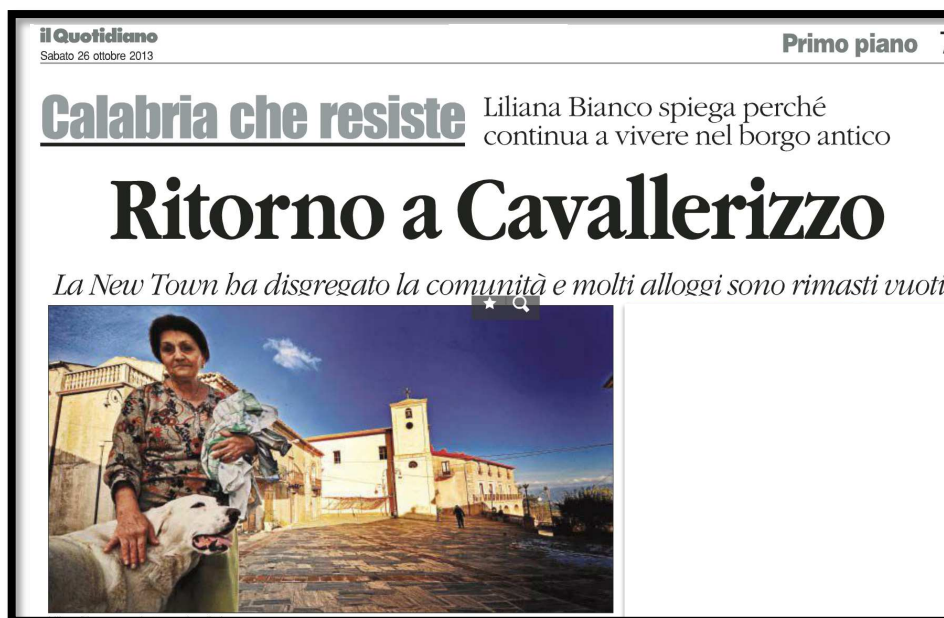 il Quotidiano
Sabato 26 ottobre 2013
Primo piano
Calabria che resiste
Liliana Bianco spiega perché
continua a vivere nel borgo antico
Ritorno a Cavallerizzo
La New Town ha disgregato la comunità e molti alloggi sono rimasti vuoti